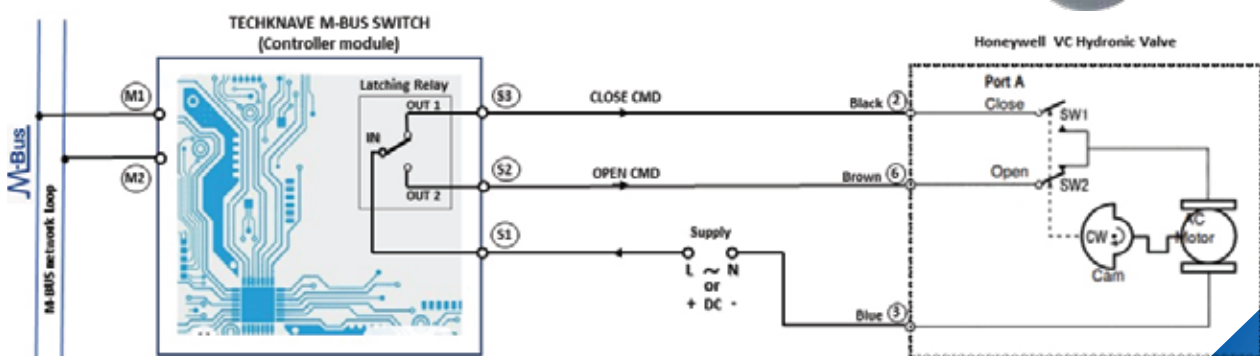 TECHKNAVE M-BUS SWITCH
(Controller module)
Honeywell VC Hydronic Valve
M-Bus
M-BUS network Loop
M1
M2
Latching Relay
OUT 1
IN
OUT 2
S3
S2
S1
CLOSE CMD
OPEN CMD
Supply
L ~ N
or
+ DC -
Black 2
Brown 6
Blue 3
Port A
Close
SW1
Open
SW2
CW
Cam
AC
Motor